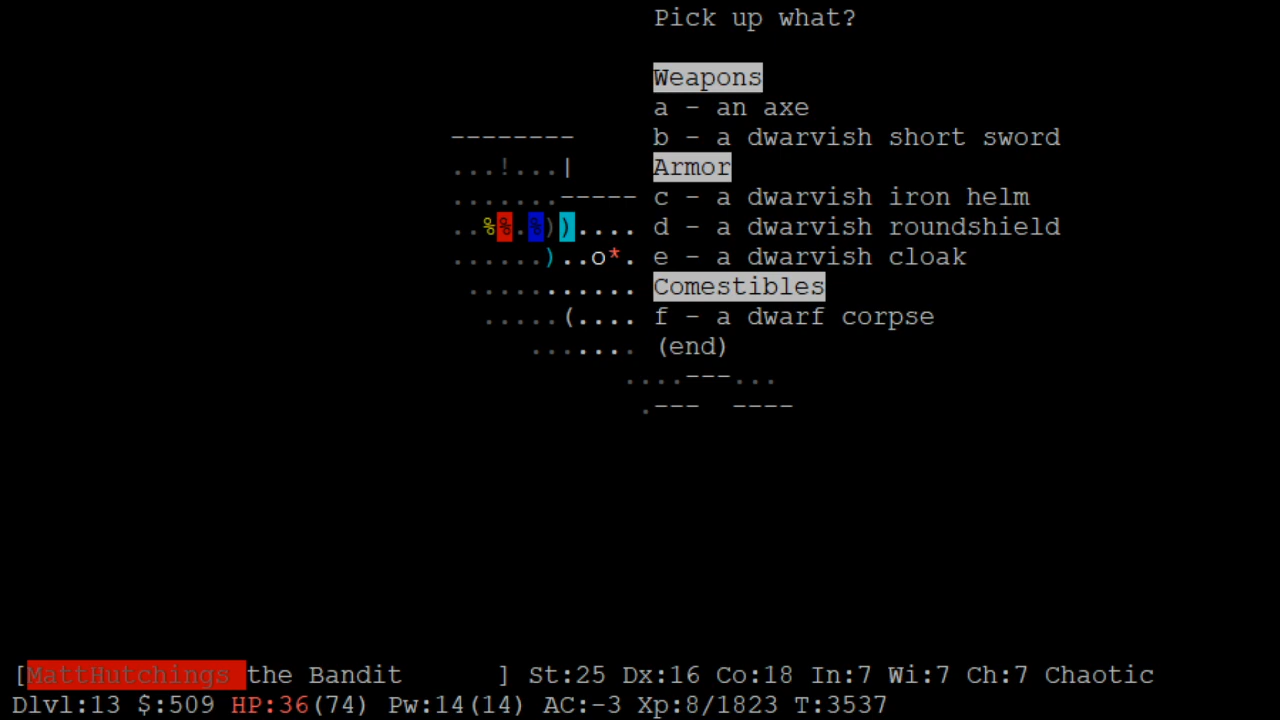 Pick up what?
Weapons
a - an axe
-------- b - a dwarvish short sword
...!...| Armor
.......----- c - a dwarvish iron helm
..%%.%)).... d - a dwarvish roundshield
......)..o*. e - a dwarvish cloak
........... Comestibles
.....(.... f - a dwarf corpse
....... (end)
....---...
.--- ----
[MattHutchings the Bandit ] St:25 Dx:16 Co:18 In:7 Wi:7 Ch:7 Chaotic
Dlvl:13 $:509 HP:36(74) Pw:14(14) AC:-3 Xp:8/1823 T:3537